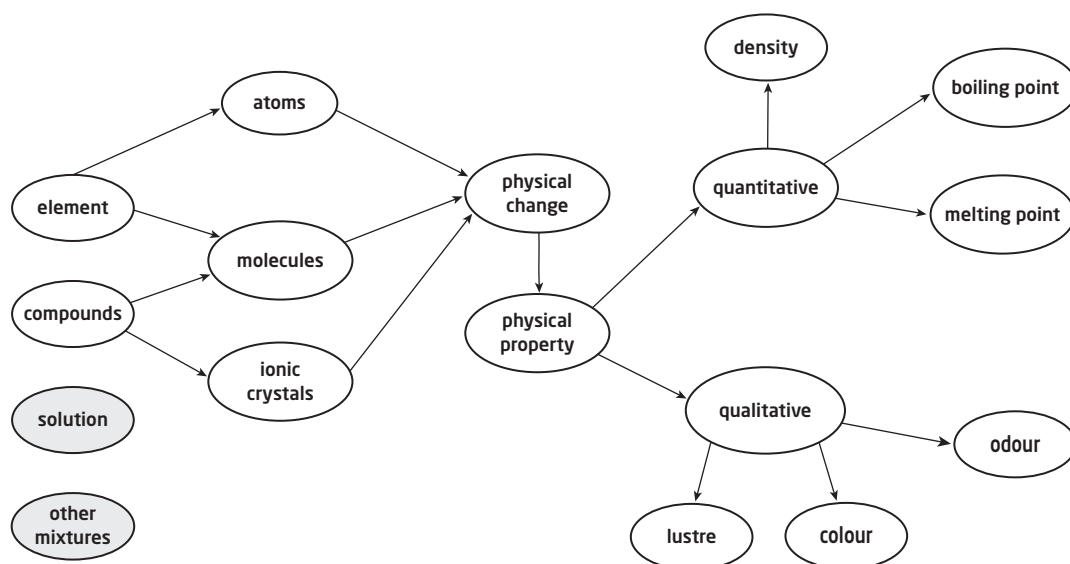 density
boiling point
atoms
physical
change
quantitative
element
melting point
molecules
compounds
physical
property
ionic
crystals
solution
qualitative
odour
other
mixtures
lustre
colour